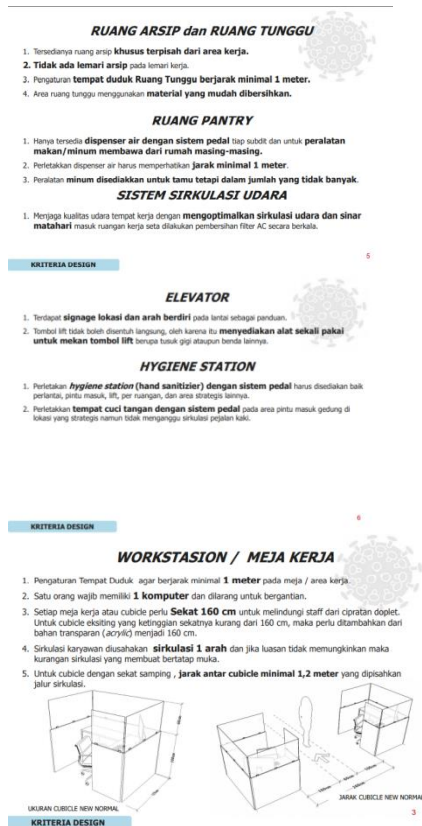 RUANG ARSIP dan RUANG TUNGGU
1. Tersedianya ruang arsip khusus terpisah dari area kerja.
2. Tidak ada lemari arsip pada lemari kerja.
3. Pengaturan tempat duduk Ruang Tunggu berjarak minimal 1 meter.
4. Area ruang tunggu menggunakan material yang mudah dibersihkan.
RUANG PANTRY
1. Hanya tersedia dispenser air dengan sistem pedal tiap subdit dan untuk peralatan
makan/minum membawa dari rumah masing-masing.
2. Perletakkan dispenser air harus memperhatikan jarak minimal 1 meter.
3. Peralatan minum disediakkan untuk tamu tetapi dalam jumlah yang tidak banyak.
SISTEM SIRKULASI UDARA
1. Menjaga kualitas udara tempat kerja dengan mengoptimalkan sirkulasi udara dan sinar
matahari masuk ruangan kerja seta dilakukan pembersihan filter AC secara berkala.
5
KRITERIA DESIGN
ELEVATOR
1. Terdapat signage lokasi dan arah berdiri pada lantai sebagai panduan.
2. Tombol lift tidak boleh disentuh langsung, oleh karena itu menyediakan alat sekali pakai
untuk mekan tombol lift berupa tusuk gigi ataupun benda lainnya.
HYGIENE STATION
1. Perletakan hygiene station (hand sanitizier) dengan sistem pedal harus disediakan baik
perlantai, pintu masuk, lift, per ruangan, dan area strategis lainnya.
2. Perletakkan tempat cuci tangan dengan sistem pedal pada area pintu masuk gedung di
lokasi yang strategis namun tidak menganggu sirkulasi pejalan kaki.
6
KRITERIA DESIGN
WORKSTASION / MEJA KERJA
1. Pengaturan Tempat Duduk agar berjarak minimal 1 meter pada meja / area kerja.
2. Satu orang wajib memiliki 1 komputer dan dilarang untuk bergantian.
3. Setiap meja kerja atau cubicle perlu Sekat 160 cm untuk melindungi staff dari cipratan doplet.
Untuk cubicle eksiting yang ketinggian sekatnya kurang dari 160 cm, maka perlu ditambahkan dari
bahan transparan (acrylic) menjadi 160 cm.
4. Sirkulasi karyawan diusahakan sirkulasi 1 arah dan jika luasan tidak memungkinkan maka
kurangan sirkulasi yang membuat bertatap muka.
5. Untuk cubicle dengan sekat samping , jarak antar cubicle minimal 1,2 meter yang dipisahkan
jalur sirkulasi.
UKURAN CUBICLE NEW NORMAL
JARAK CUBICLE NEW NORMAL
3
KRITERIA DESIGN